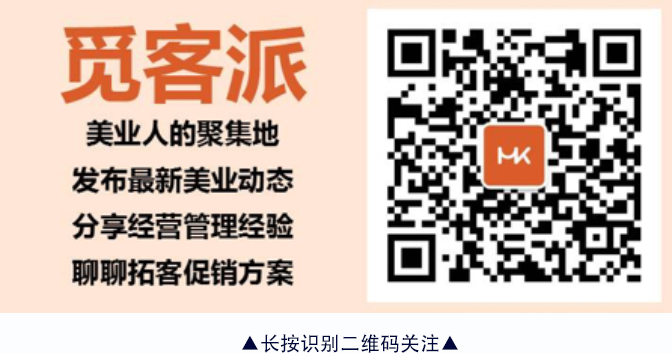 觅客派
美业人的聚集地
发布最新美业动态
分享经营管理经验
聊聊拓客促销方案
MK
▲长按识别二维码关注▲